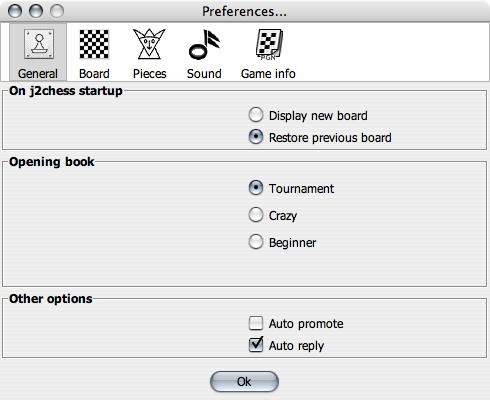 Preferences...
General Board Pieces Sound Game info
PGN
On j2chess startup
Display new board
Restore previous board
Opening book
Tournament
Crazy
Beginner
Other options
Auto promote
Auto reply
Ok